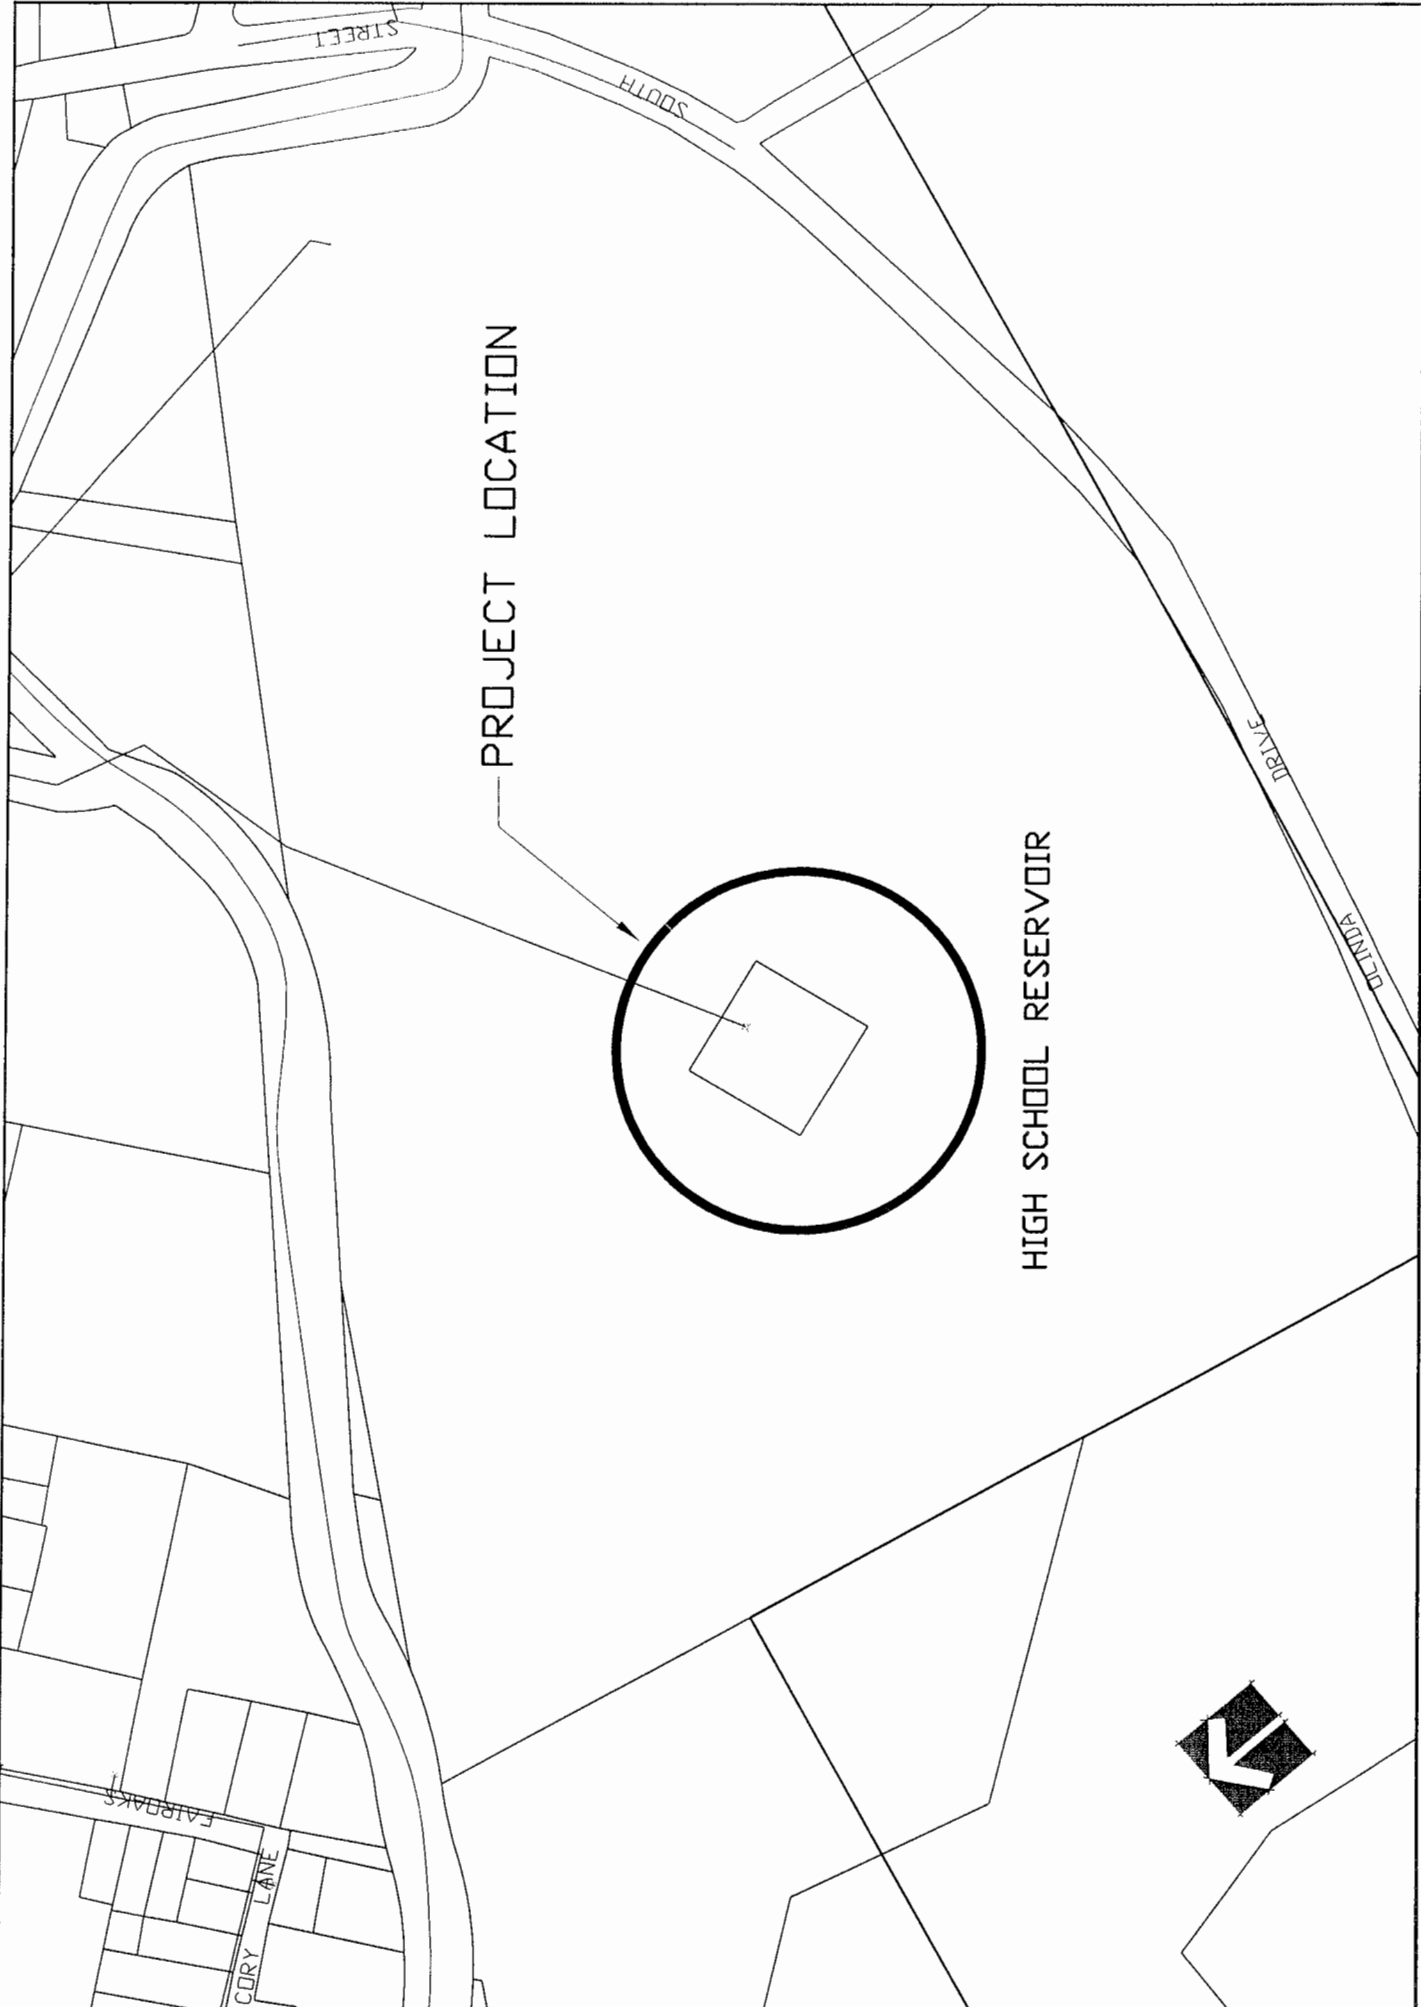 STREET
SOUTH
PROJECT LOCATION
DRIVE
OLINDA
HIGH SCHOOL RESERVOIR
FAIROAKS
CORY LANE